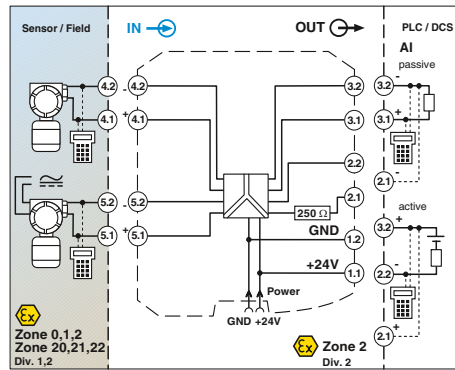 Sensor / Field
IN
OUT
PLC / DCS
AI
passive
4.2
4.2
-
3.2
3.2
-
4.1
4.1
+
3.1
3.1
+
2.2
2.1
-
5.2
5.2
-
2.1
250 Ω
active
5.1
5.1
+
GND
1.2
3.2
+
+24V
1.1
2.2
-
Power
GND +24V
2.1
+
Ex
Zone 0,1,2
Zone 20,21,22
Div. 1,2
Ex
Zone 2
Div. 2